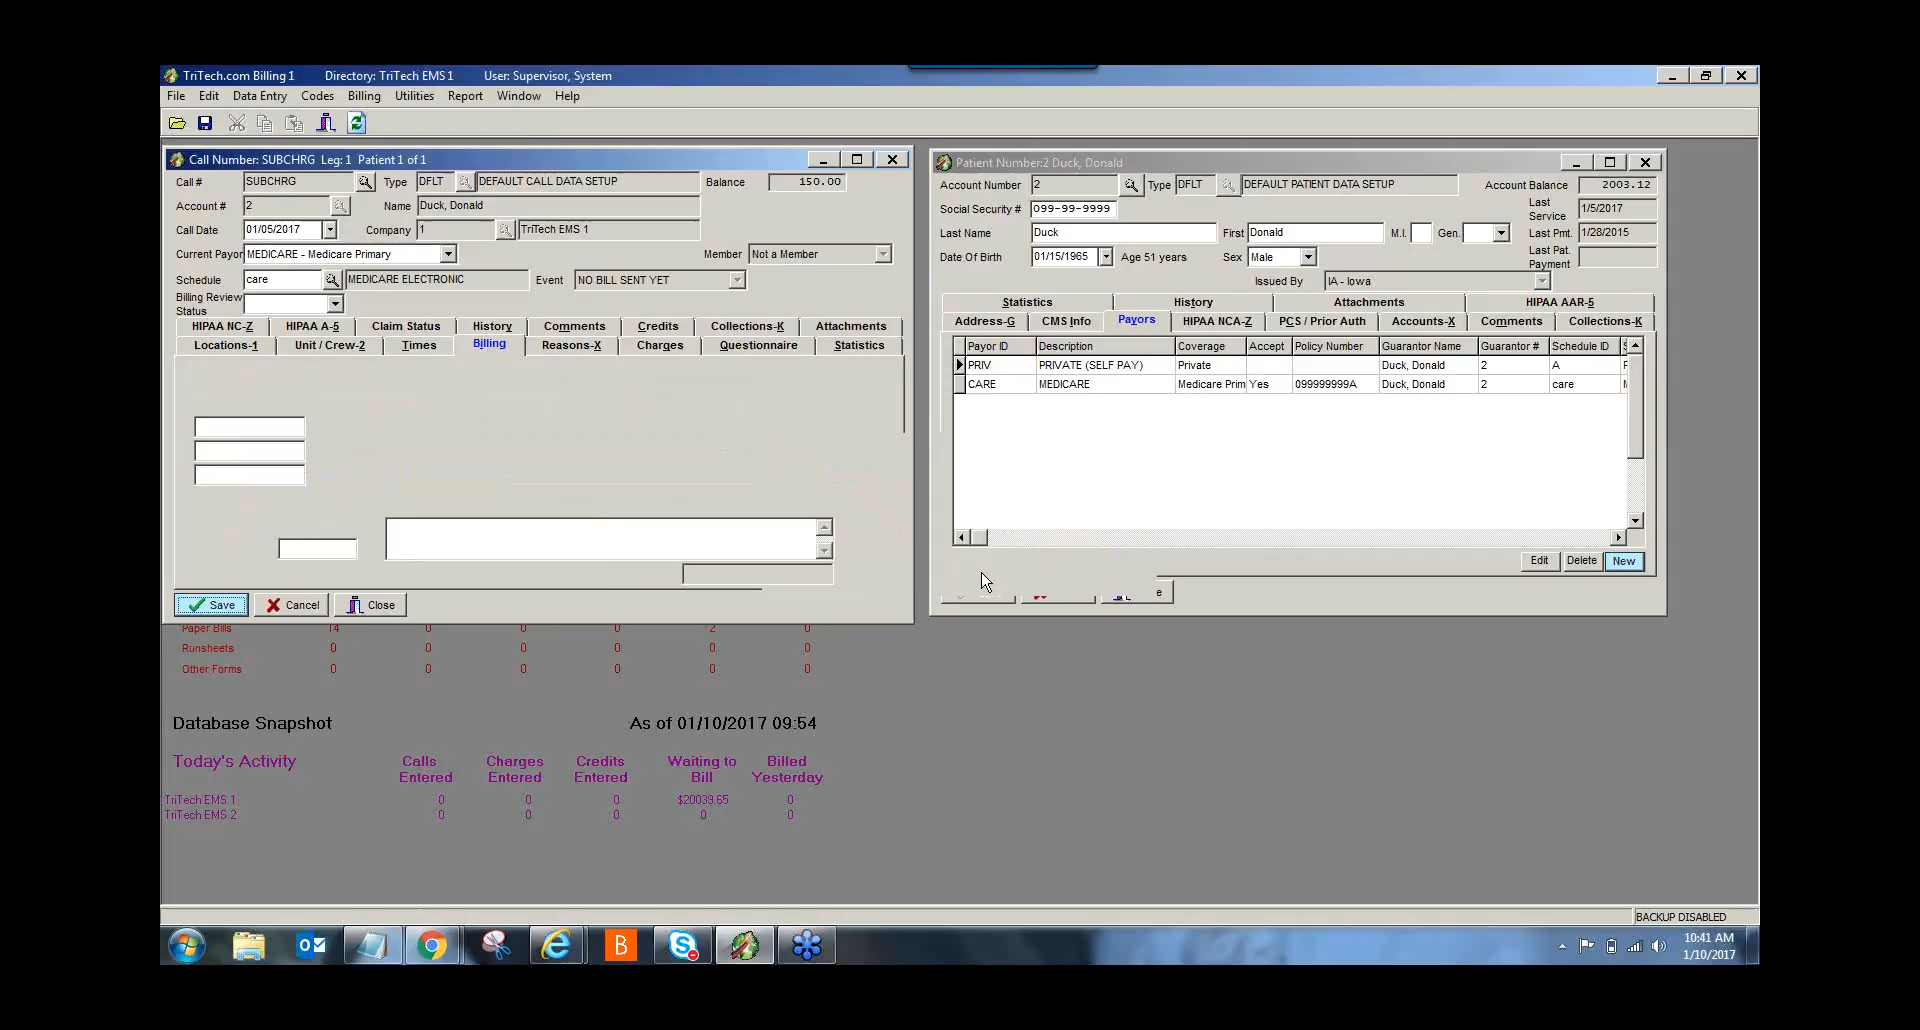 TriTech.com Billing 1 Directory: TriTech EMS 1 User: Supervisor, System
File Edit Data Entry Codes Billing Utilities Report Window Help
Call Number: SUBCHRG Leg: 1 Patient 1 of 1
Call # SUBCHRG Type DFLT DEFAULT CALL DATA SETUP Balance 150.00
Account # 2 Name Duck, Donald
Call Date 01/05/2017 Company 1 TriTech EMS 1
Current Payor MEDICARE - Medicare Primary Member Not a Member
Schedule care MEDICARE ELECTRONIC Event NO BILL SENT YET
Billing Review
Status
HIPAA NC-Z HIPAA A-5 Claim Status History Comments Credits Collections-K Attachments
Locations-1 Unit / Crew-2 Times Billing Reasons-X Charges Questionnaire Statistics
Save Cancel Close
Patient Number:2 Duck, Donald
Account Number 2 Type DFLT DEFAULT PATIENT DATA SETUP Account Balance 2003.12
Social Security # 099-99-9999 Last Service 1/5/2017
Last Name Duck First Donald M.I. Gen. Last Pmt. 1/28/2015
Date Of Birth 01/15/1965 Age 51 years Sex Male Last Pat. Payment
Issued By IA - Iowa
Statistics History Attachments HIPAA AAR-5
Address-G CMS Info Payors HIPAA NCA-Z PCS / Prior Auth Accounts-X Comments Collections-K
Payor ID Description Coverage Accept Policy Number Guarantor Name Guarantor # Schedule ID
PRIV PRIVATE (SELF PAY) Private Duck, Donald 2 A
CARE MEDICARE Medicare Prim Yes 099999999A Duck, Donald 2 care
Edit Delete New
e
Paper Bills 14 0 0 0 2 0
Runsheets 0 0 0 0 0 0
Other Forms 0 0 0 0 0 0
Database Snapshot As of 01/10/2017 09:54
Today's Activity Calls Entered Charges Entered Credits Entered Waiting to Bill Billed Yesterday
TriTech EMS 1 0 0 0 $20039.65 0
TriTech EMS 2 0 0 0 0 0
BACKUP DISABLED
10:41 AM
1/10/2017